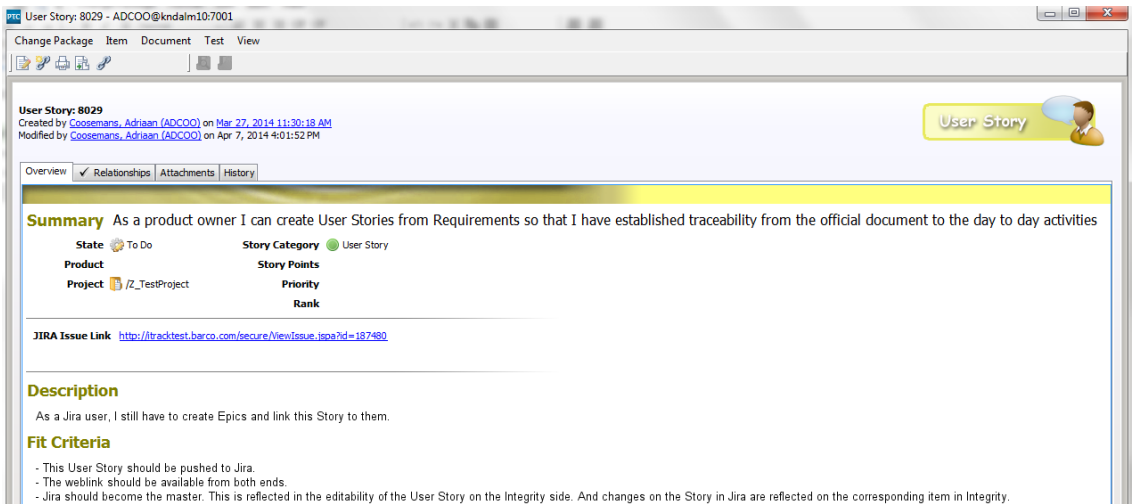 PTC User Story: 8029 - ADCOO@kndalm10:7001
Change Package Item Document Test View
User Story: 8029
Created by Coosemans, Adriaan (ADCOO) on Mar 27, 2014 11:30:18 AM
Modified by Coosemans, Adriaan (ADCOO) on Apr 7, 2014 4:01:52 PM
User Story
Overview ✓ Relationships Attachments History
Summary As a product owner I can create User Stories from Requirements so that I have established traceability from the official document to the day to day activities
State To Do Story Category User Story
Product Story Points
Project /Z_TestProject Priority
Rank
JIRA Issue Link http://itracktest.barco.com/secure/ViewIssue.jspa?id=187480
Description
As a Jira user, I still have to create Epics and link this Story to them.
Fit Criteria
- This User Story should be pushed to Jira.
- The weblink should be available from both ends.
- Jira should become the master. This is reflected in the editability of the User Story on the Integrity side. And changes on the Story in Jira are reflected on the corresponding item in Integrity.